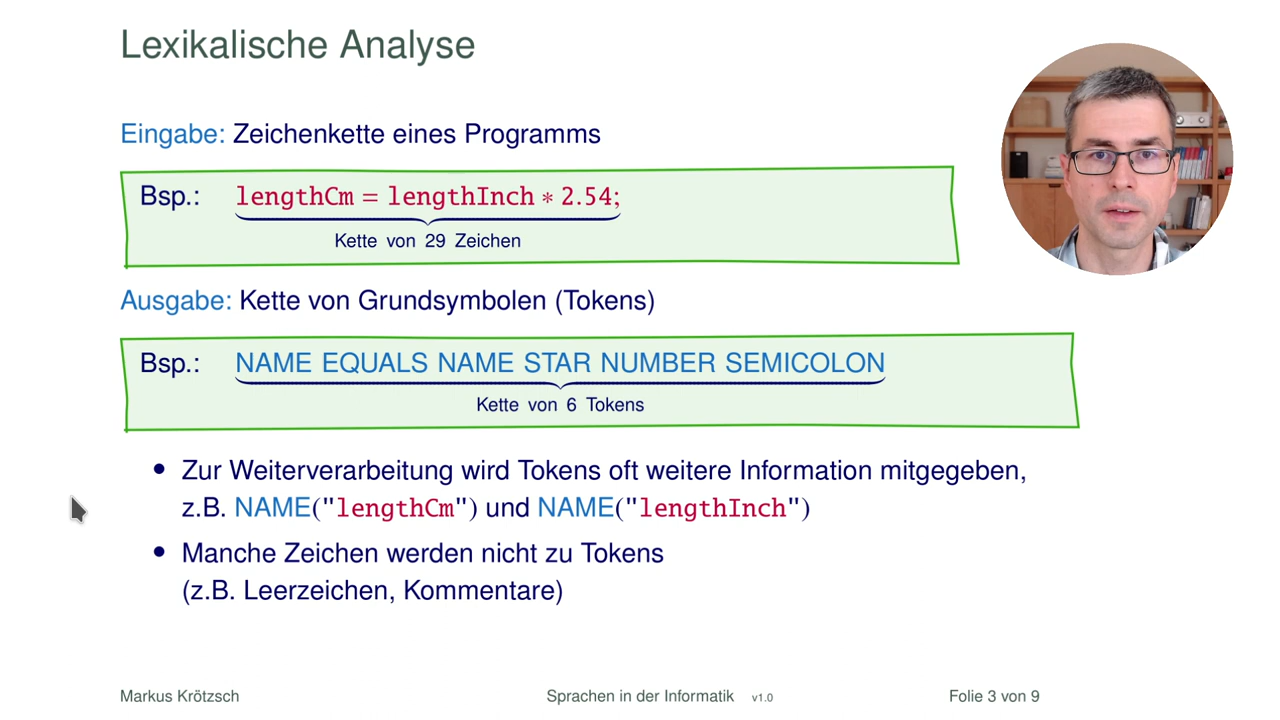 Lexikalische Analyse
Eingabe: Zeichenkette eines Programms
Bsp.: lengthCm = lengthInch * 2.54;
Kette von 29 Zeichen
Ausgabe: Kette von Grundsymbolen (Tokens)
Bsp.: NAME EQUALS NAME STAR NUMBER SEMICOLON
Kette von 6 Tokens
• Zur Weiterverarbeitung wird Tokens oft weitere Information mitgegeben,
z.B. NAME("lengthCm") und NAME("lengthInch")
• Manche Zeichen werden nicht zu Tokens
(z.B. Leerzeichen, Kommentare)
Markus Krötzsch Sprachen in der Informatik v1.0 Folie 3 von 9